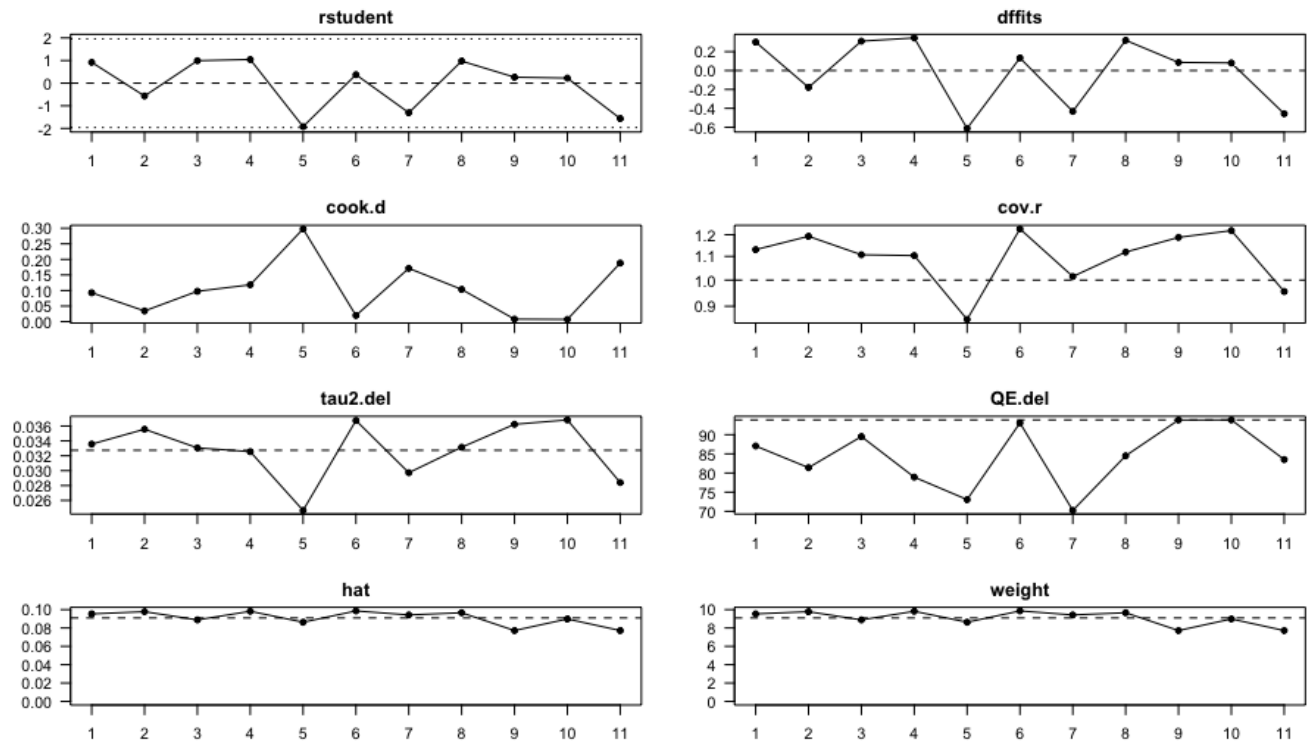 rstudent
2
1
0
-1
-2
1 2 3 4 5 6 7 8 9 10 11
dffits
0.2
0.0
-0.2
-0.4
-0.6
1 2 3 4 5 6 7 8 9 10 11
cook.d
0.30
0.25
0.20
0.15
0.10
0.05
0.00
1 2 3 4 5 6 7 8 9 10 11
cov.r
1.2
1.1
1.0
0.9
1 2 3 4 5 6 7 8 9 10 11
tau2.del
0.036
0.034
0.032
0.030
0.028
0.026
1 2 3 4 5 6 7 8 9 10 11
QE.del
90
85
80
75
70
1 2 3 4 5 6 7 8 9 10 11
hat
0.10
0.08
0.06
0.04
0.02
0.00
1 2 3 4 5 6 7 8 9 10 11
weight
10
8
6
4
2
0
1 2 3 4 5 6 7 8 9 10 11